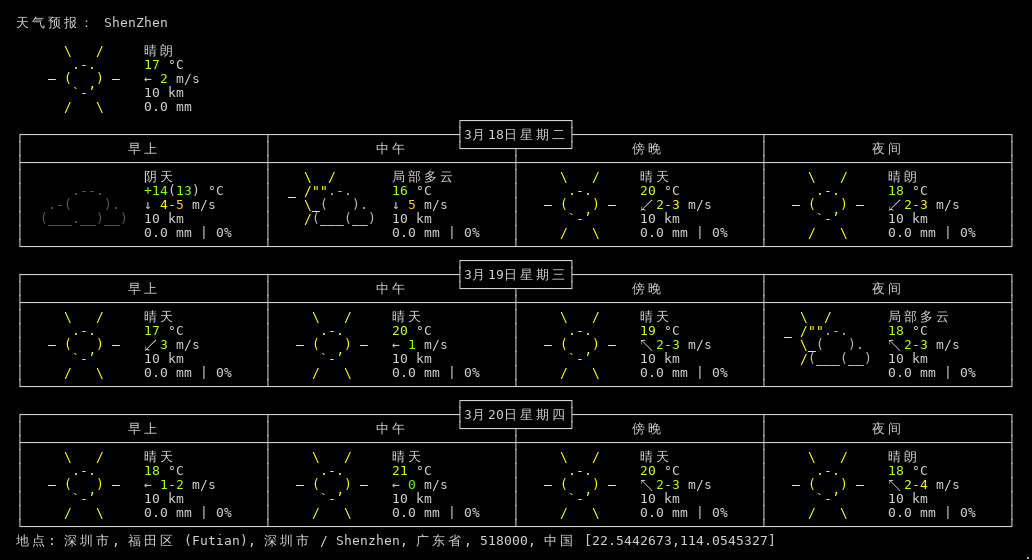 天气预报： ShenZhen
晴朗
17 °C
← 2 m/s
10 km
0.0 mm
3月18日星期二
早上 中午 傍晚 夜间
阴天 局部多云 晴天 晴朗
+14(13) °C 16 °C 20 °C 18 °C
↓ 4-5 m/s ↓ 5 m/s ↙ 2-3 m/s ↙ 2-3 m/s
10 km 10 km 10 km 10 km
0.0 mm | 0% 0.0 mm | 0% 0.0 mm | 0% 0.0 mm | 0%
3月19日星期三
早上 中午 傍晚 夜间
晴天 晴天 晴天 局部多云
17 °C 20 °C 19 °C 18 °C
↙ 3 m/s ← 1 m/s ↖ 2-3 m/s ↖ 2-3 m/s
10 km 10 km 10 km 10 km
0.0 mm | 0% 0.0 mm | 0% 0.0 mm | 0% 0.0 mm | 0%
3月20日星期四
早上 中午 傍晚 夜间
晴天 晴天 晴天 晴朗
18 °C 21 °C 20 °C 18 °C
← 1-2 m/s ← 0 m/s ↖ 2-3 m/s ↖ 2-4 m/s
10 km 10 km 10 km 10 km
0.0 mm | 0% 0.0 mm | 0% 0.0 mm | 0% 0.0 mm | 0%
地点: 深圳市, 福田区 (Futian), 深圳市 / Shenzhen, 广东省, 518000, 中国 [22.5442673,114.0545327]